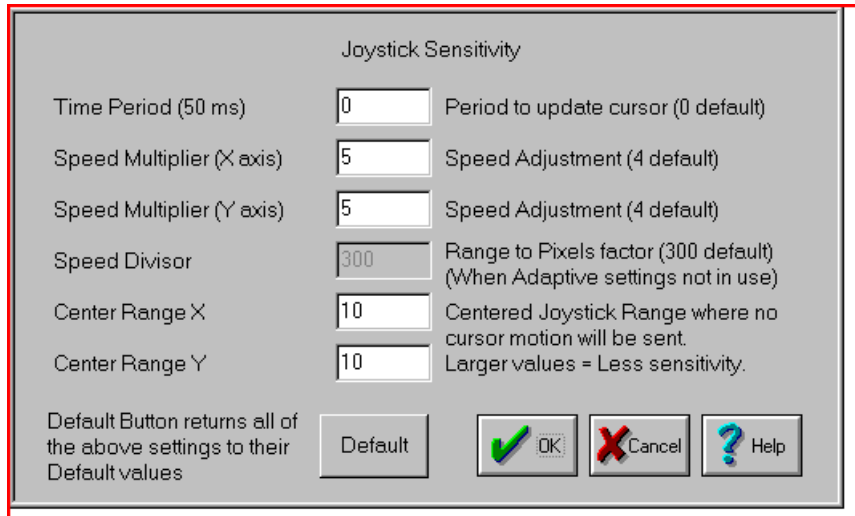 Joystick Sensitivity
Time Period (50 ms) 0 Period to update cursor (0 default)
Speed Multiplier (X axis) 5 Speed Adjustment (4 default)
Speed Multiplier (Y axis) 5 Speed Adjustment (4 default)
Speed Divisor 300 Range to Pixels factor (300 default)
(When Adaptive settings not in use)
Center Range X 10 Centered Joystick Range where no
cursor motion will be sent.
Center Range Y 10 Larger values = Less sensitivity.
Default Button returns all of
the above settings to their
Default values
Default OK Cancel Help